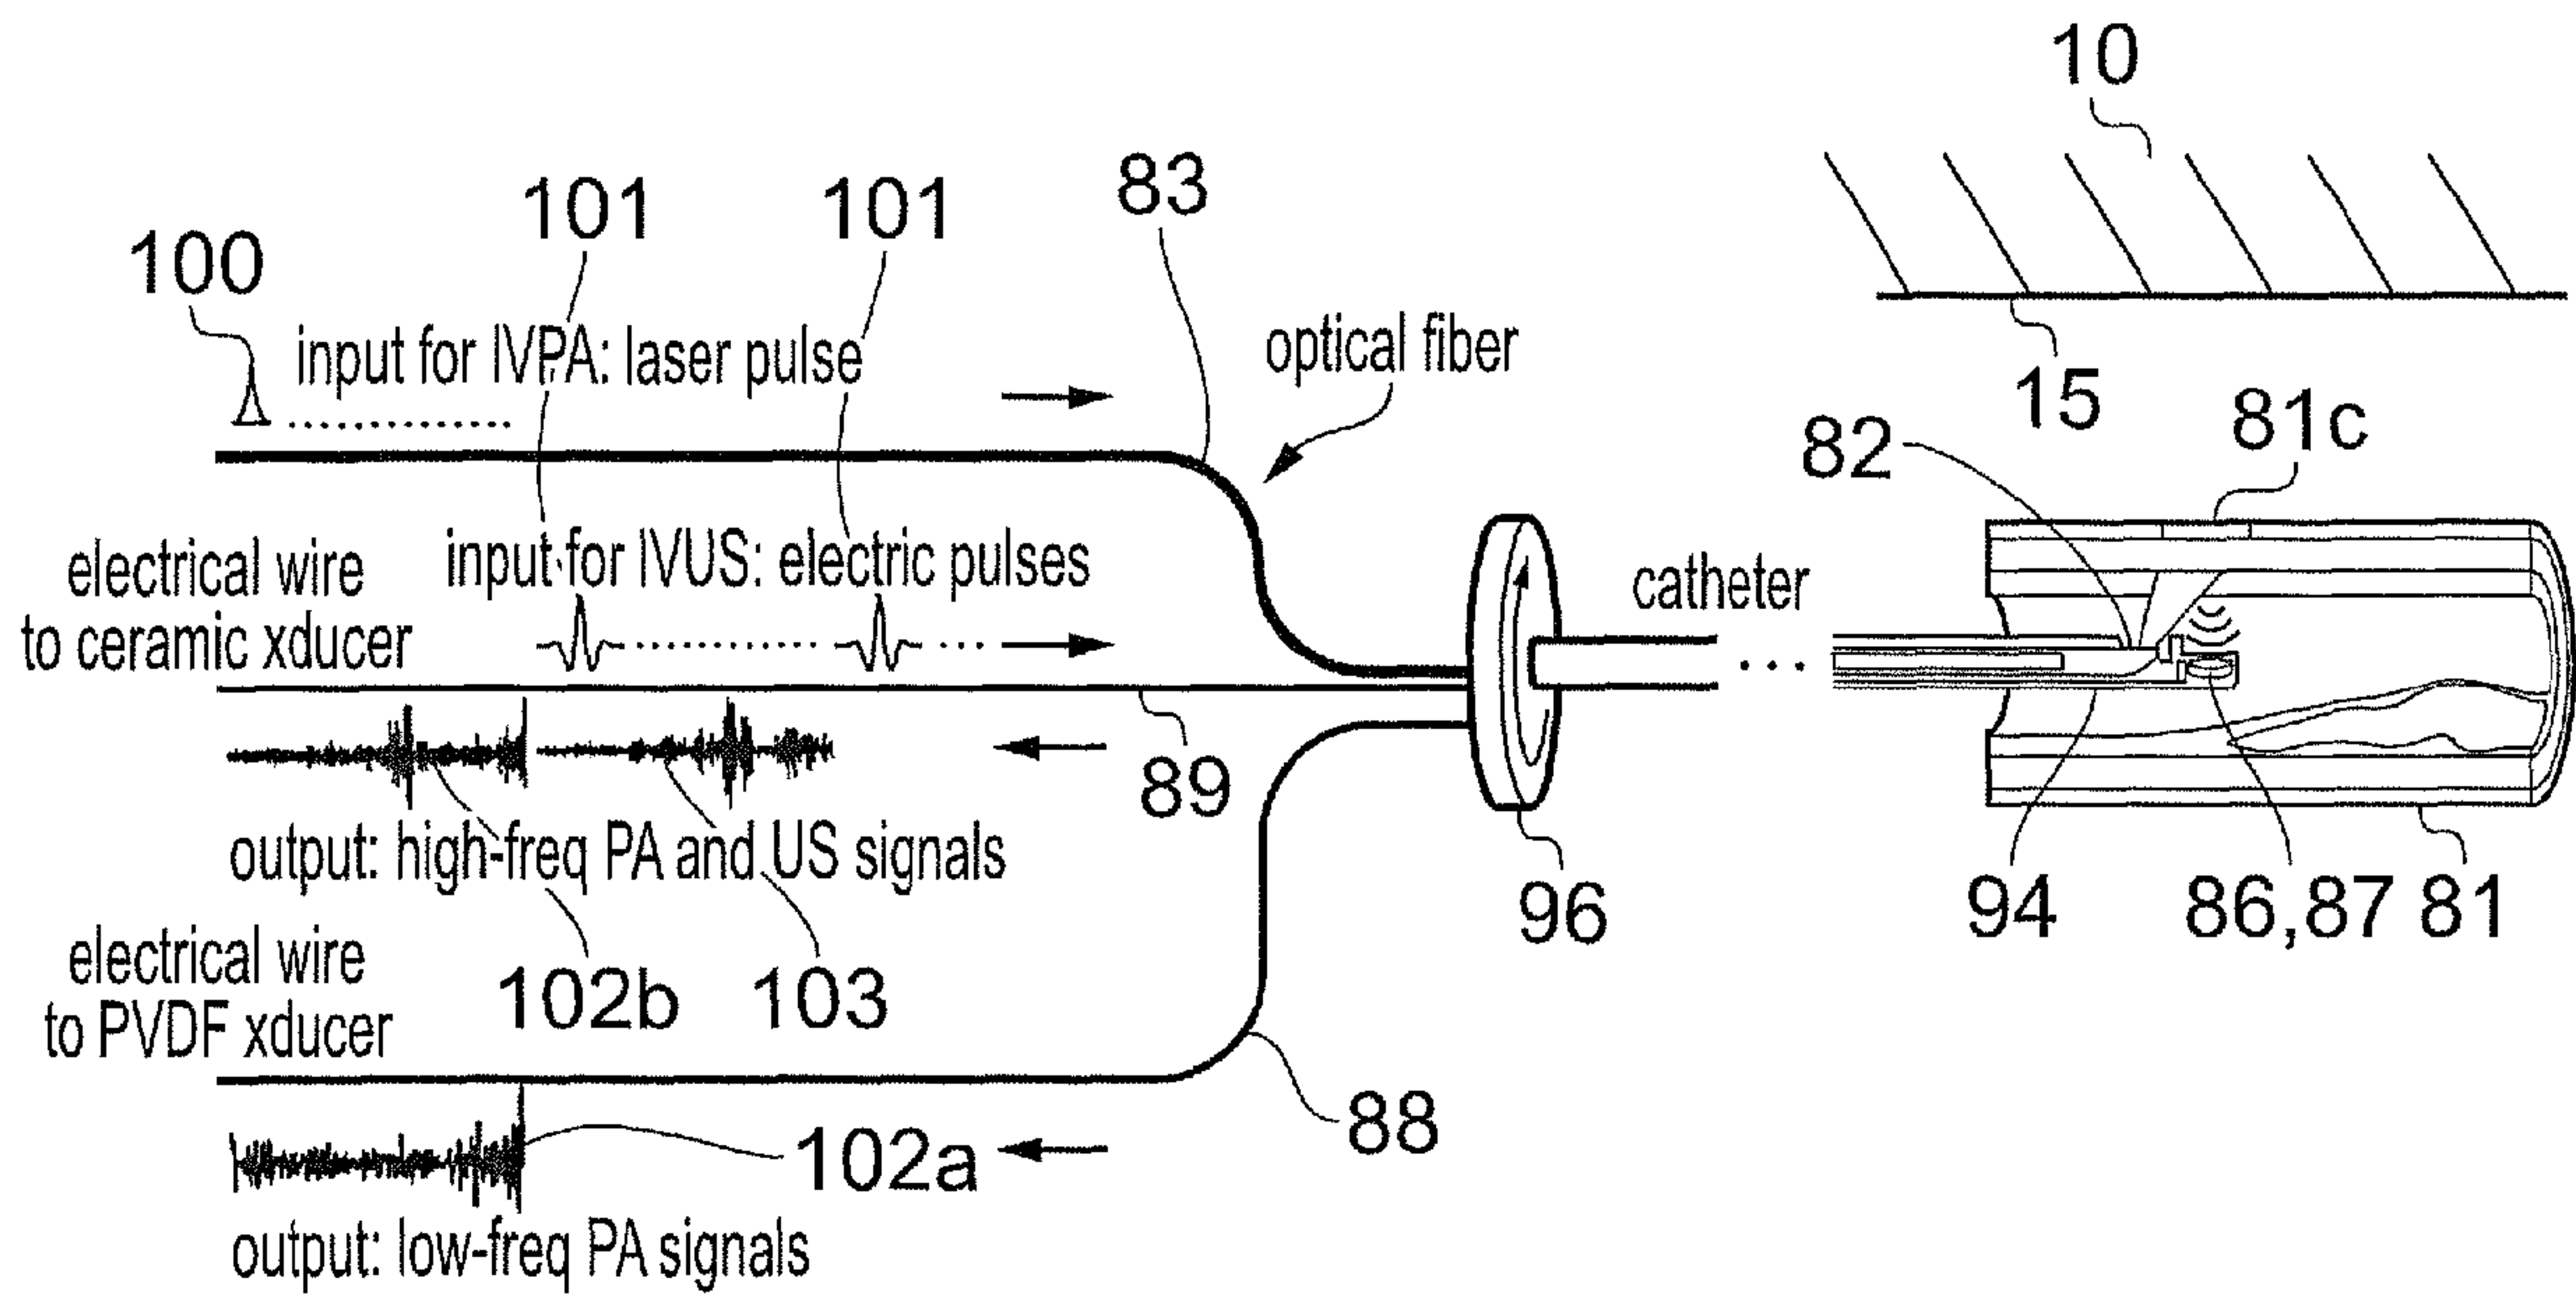 10
101 101 83
100
input for IVPA: laser pulse
optical fiber
15
82 81c
electrical wire
to ceramic xducer
input for IVUS: electric pulses
catheter
89
output: high-freq PA and US signals
96
94 86,87 81
electrical wire
to PVDF xducer
102b 103
88
102a
output: low-freq PA signals